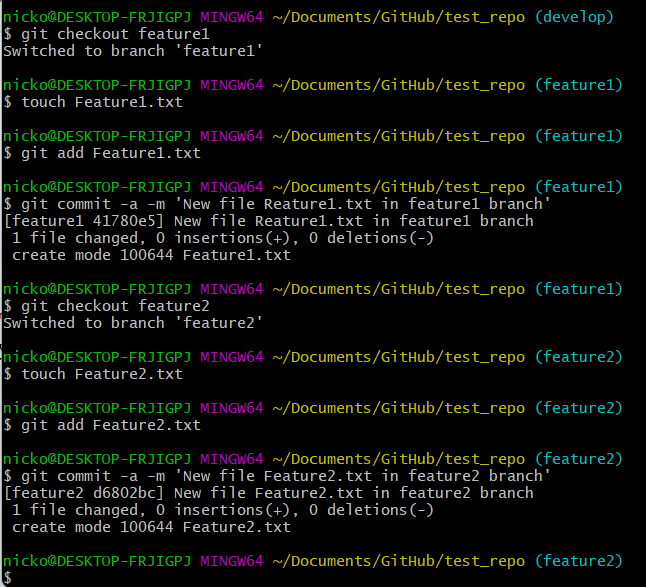 nicko@DESKTOP-FRJIGPJ MINGW64 ~/Documents/GitHub/test_repo (develop)
$ git checkout feature1
Switched to branch 'feature1'
nicko@DESKTOP-FRJIGPJ MINGW64 ~/Documents/GitHub/test_repo (feature1)
$ touch Feature1.txt
nicko@DESKTOP-FRJIGPJ MINGW64 ~/Documents/GitHub/test_repo (feature1)
$ git add Feature1.txt
nicko@DESKTOP-FRJIGPJ MINGW64 ~/Documents/GitHub/test_repo (feature1)
$ git commit -a -m 'New file Reature1.txt in feature1 branch'
[feature1 41780e5] New file Reature1.txt in feature1 branch
 1 file changed, 0 insertions(+), 0 deletions(-)
 create mode 100644 Feature1.txt
nicko@DESKTOP-FRJIGPJ MINGW64 ~/Documents/GitHub/test_repo (feature1)
$ git checkout feature2
Switched to branch 'feature2'
nicko@DESKTOP-FRJIGPJ MINGW64 ~/Documents/GitHub/test_repo (feature2)
$ touch Feature2.txt
nicko@DESKTOP-FRJIGPJ MINGW64 ~/Documents/GitHub/test_repo (feature2)
$ git add Feature2.txt
nicko@DESKTOP-FRJIGPJ MINGW64 ~/Documents/GitHub/test_repo (feature2)
$ git commit -a -m 'New file Feature2.txt in feature2 branch'
[feature2 d6802bc] New file Feature2.txt in feature2 branch
 1 file changed, 0 insertions(+), 0 deletions(-)
 create mode 100644 Feature2.txt
nicko@DESKTOP-FRJIGPJ MINGW64 ~/Documents/GitHub/test_repo (feature2)
$